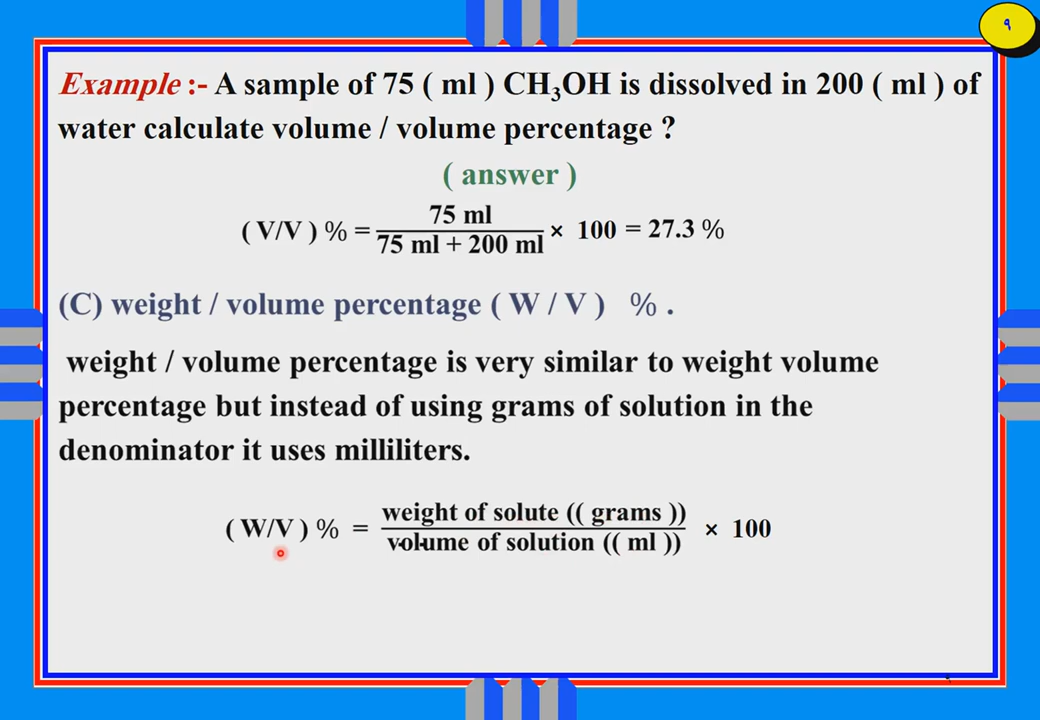 ٩
Example :- A sample of 75 ( ml ) CH₃OH is dissolved in 200 ( ml ) of
water calculate volume / volume percentage ?
( answer )
( V/V ) % = 75 ml / 75 ml + 200 ml × 100 = 27.3 %
(C) weight / volume percentage ( W / V ) % .
weight / volume percentage is very similar to weight volume
percentage but instead of using grams of solution in the
denominator it uses milliliters.
( W/V ) % = weight of solute (( grams )) / volume of solution (( ml )) × 100